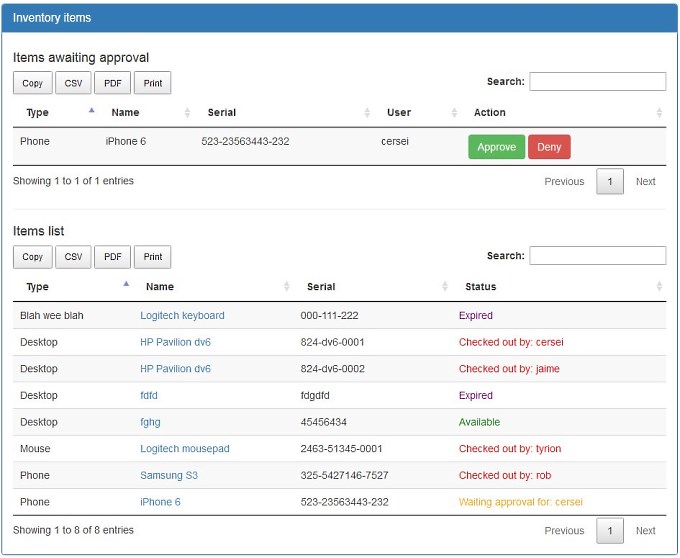 Inventory items
Items awaiting approval
Copy CSV PDF Print Search:
Type Name Serial User Action
Phone iPhone 6 523-23563443-232 cersei Approve Deny
Showing 1 to 1 of 1 entries Previous 1 Next
Items list
Copy CSV PDF Print Search:
Type Name Serial Status
Blah wee blah Logitech keyboard 000-111-222 Expired
Desktop HP Pavilion dv6 824-dv6-0001 Checked out by: cersei
Desktop HP Pavilion dv6 824-dv6-0002 Checked out by: jaime
Desktop fdfd fdgdfd Expired
Desktop fghg 45456434 Available
Mouse Logitech mousepad 2463-51345-0001 Checked out by: tyrion
Phone Samsung S3 325-5427146-7527 Checked out by: rob
Phone iPhone 6 523-23563443-232 Waiting approval for: cersei
Showing 1 to 8 of 8 entries Previous 1 Next